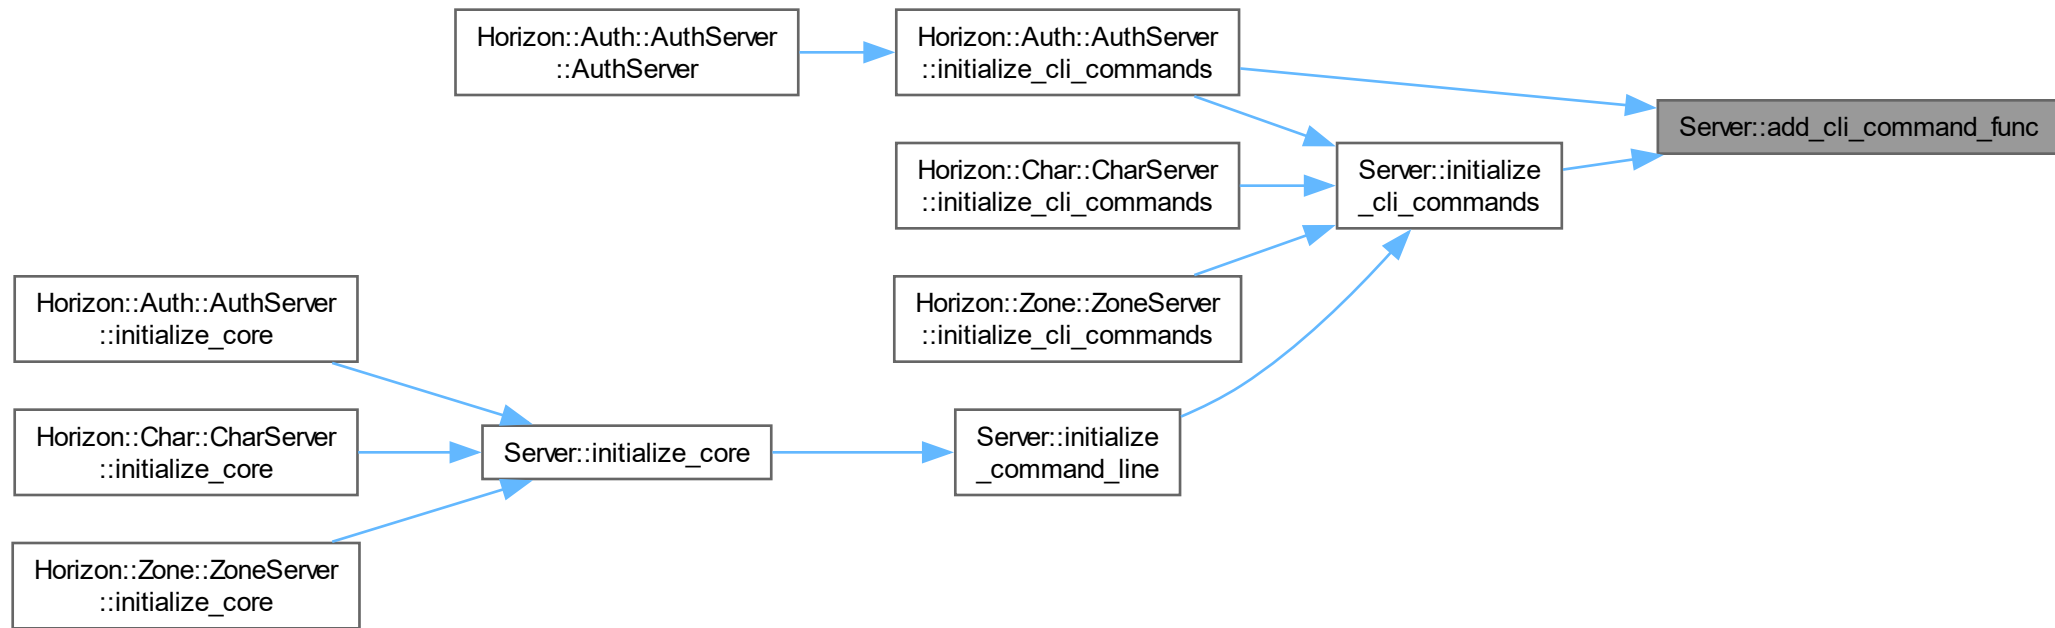 Horizon::Auth::AuthServer
::AuthServer
Horizon::Auth::AuthServer
::initialize_cli_commands
Server::add_cli_command_func
Horizon::Char::CharServer
::initialize_cli_commands
Server::initialize
_cli_commands
Horizon::Zone::ZoneServer
::initialize_cli_commands
Horizon::Auth::AuthServer
::initialize_core
Horizon::Char::CharServer
::initialize_core
Server::initialize_core
Server::initialize
_command_line
Horizon::Zone::ZoneServer
::initialize_core